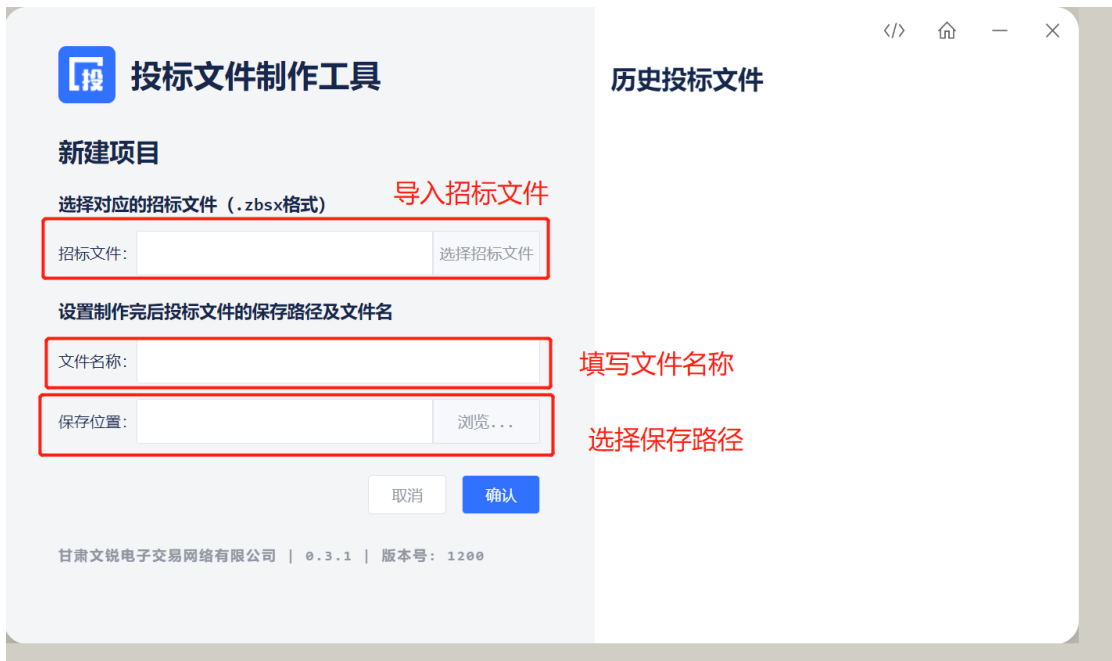 投
投标文件制作工具
历史投标文件
新建项目
导入招标文件
选择对应的招标文件（.zbsx格式）
招标文件：
选择招标文件
设置制作完后投标文件的保存路径及文件名
文件名称：
填写文件名称
保存位置：
浏览...
选择保存路径
取消
确认
甘肃文锐电子交易网络有限公司 | 0.3.1 | 版本号: 1200